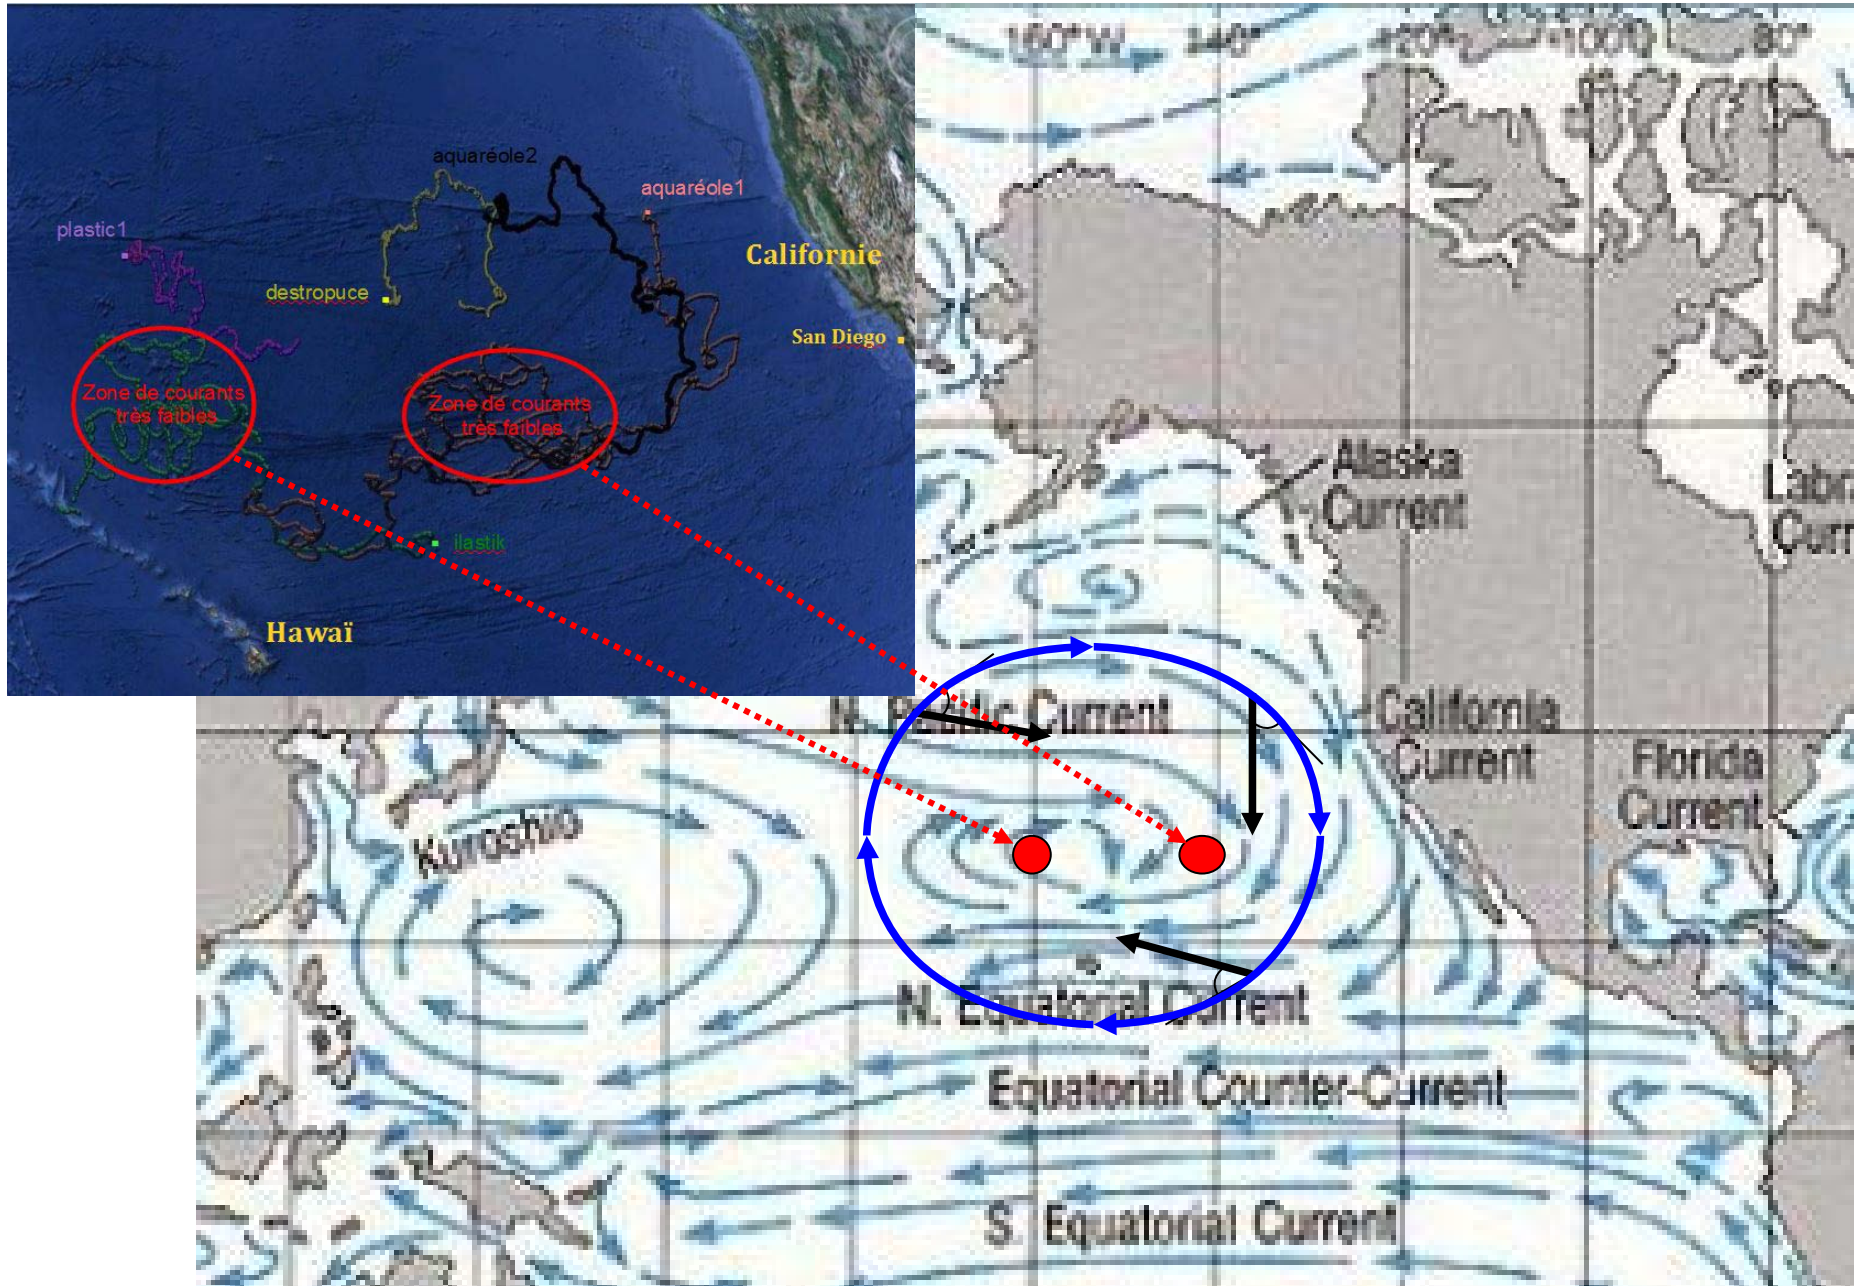 aquaréole2
aquaréole1
plastic1
Californie
destropuce
San Diego
Zone de courants
très faibles
Zone de courants
très faibles
ilastik
Hawaï
160° W
140°
120°
100°
80°
Alaska
Current
N. Pacific Current
California
Current
Florida
Current
Kuroshio
N. Equatorial Current
Equatorial Counter-Current
S. Equatorial Current